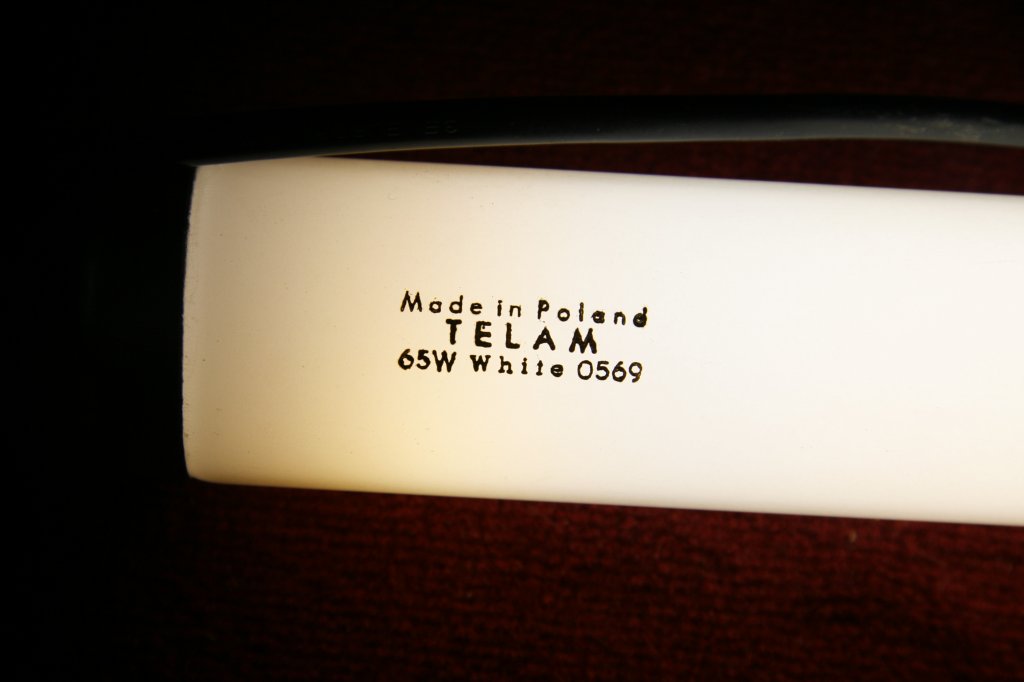 Made in Poland
TELAM
65W White 0569